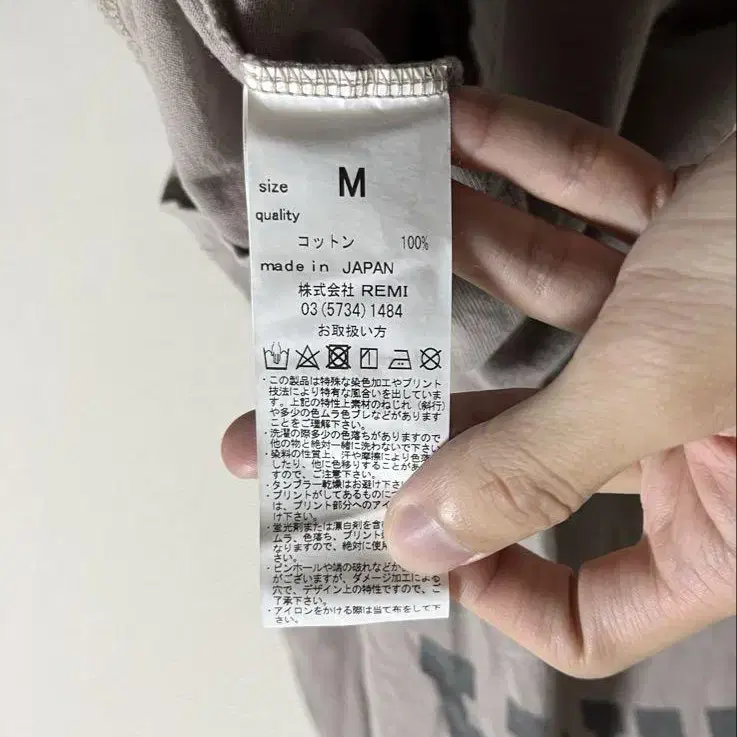 size M
quality
コットン 100%
made in JAPAN
株式会社 REMI
03(5734)1484
お取扱い方
・この製品は特殊な染色加工やプリント
技法により特有な風合いを出していま
す。上記の特性上素材のねじれ（斜行）
や多少の色ムラ色ブレなどがあります
ことをご理解下さい。
・洗濯の際多少の色落ちがありますので
他の物と絶対一緒に洗わないで下さい
・染料の性質上、汗や摩擦により色落
したり、他に色移りすることがあ
すので、ご注意下さい。
・タンブラー乾燥はお避け下さい
・プリントがしてあるものに
は、プリント部分へのアイ
け下さい。
・蛍光剤または漂白剤を含
ムラ、色落ち、プリント
なりますので、絶対に使用
さい。
・ピンホールや端の破れなどが
がございますが、ダメージ加工による
穴で、デザイン上の特性ですので、ご
了承下さい。
・アイロンをかける際は当て布をして下
さい。